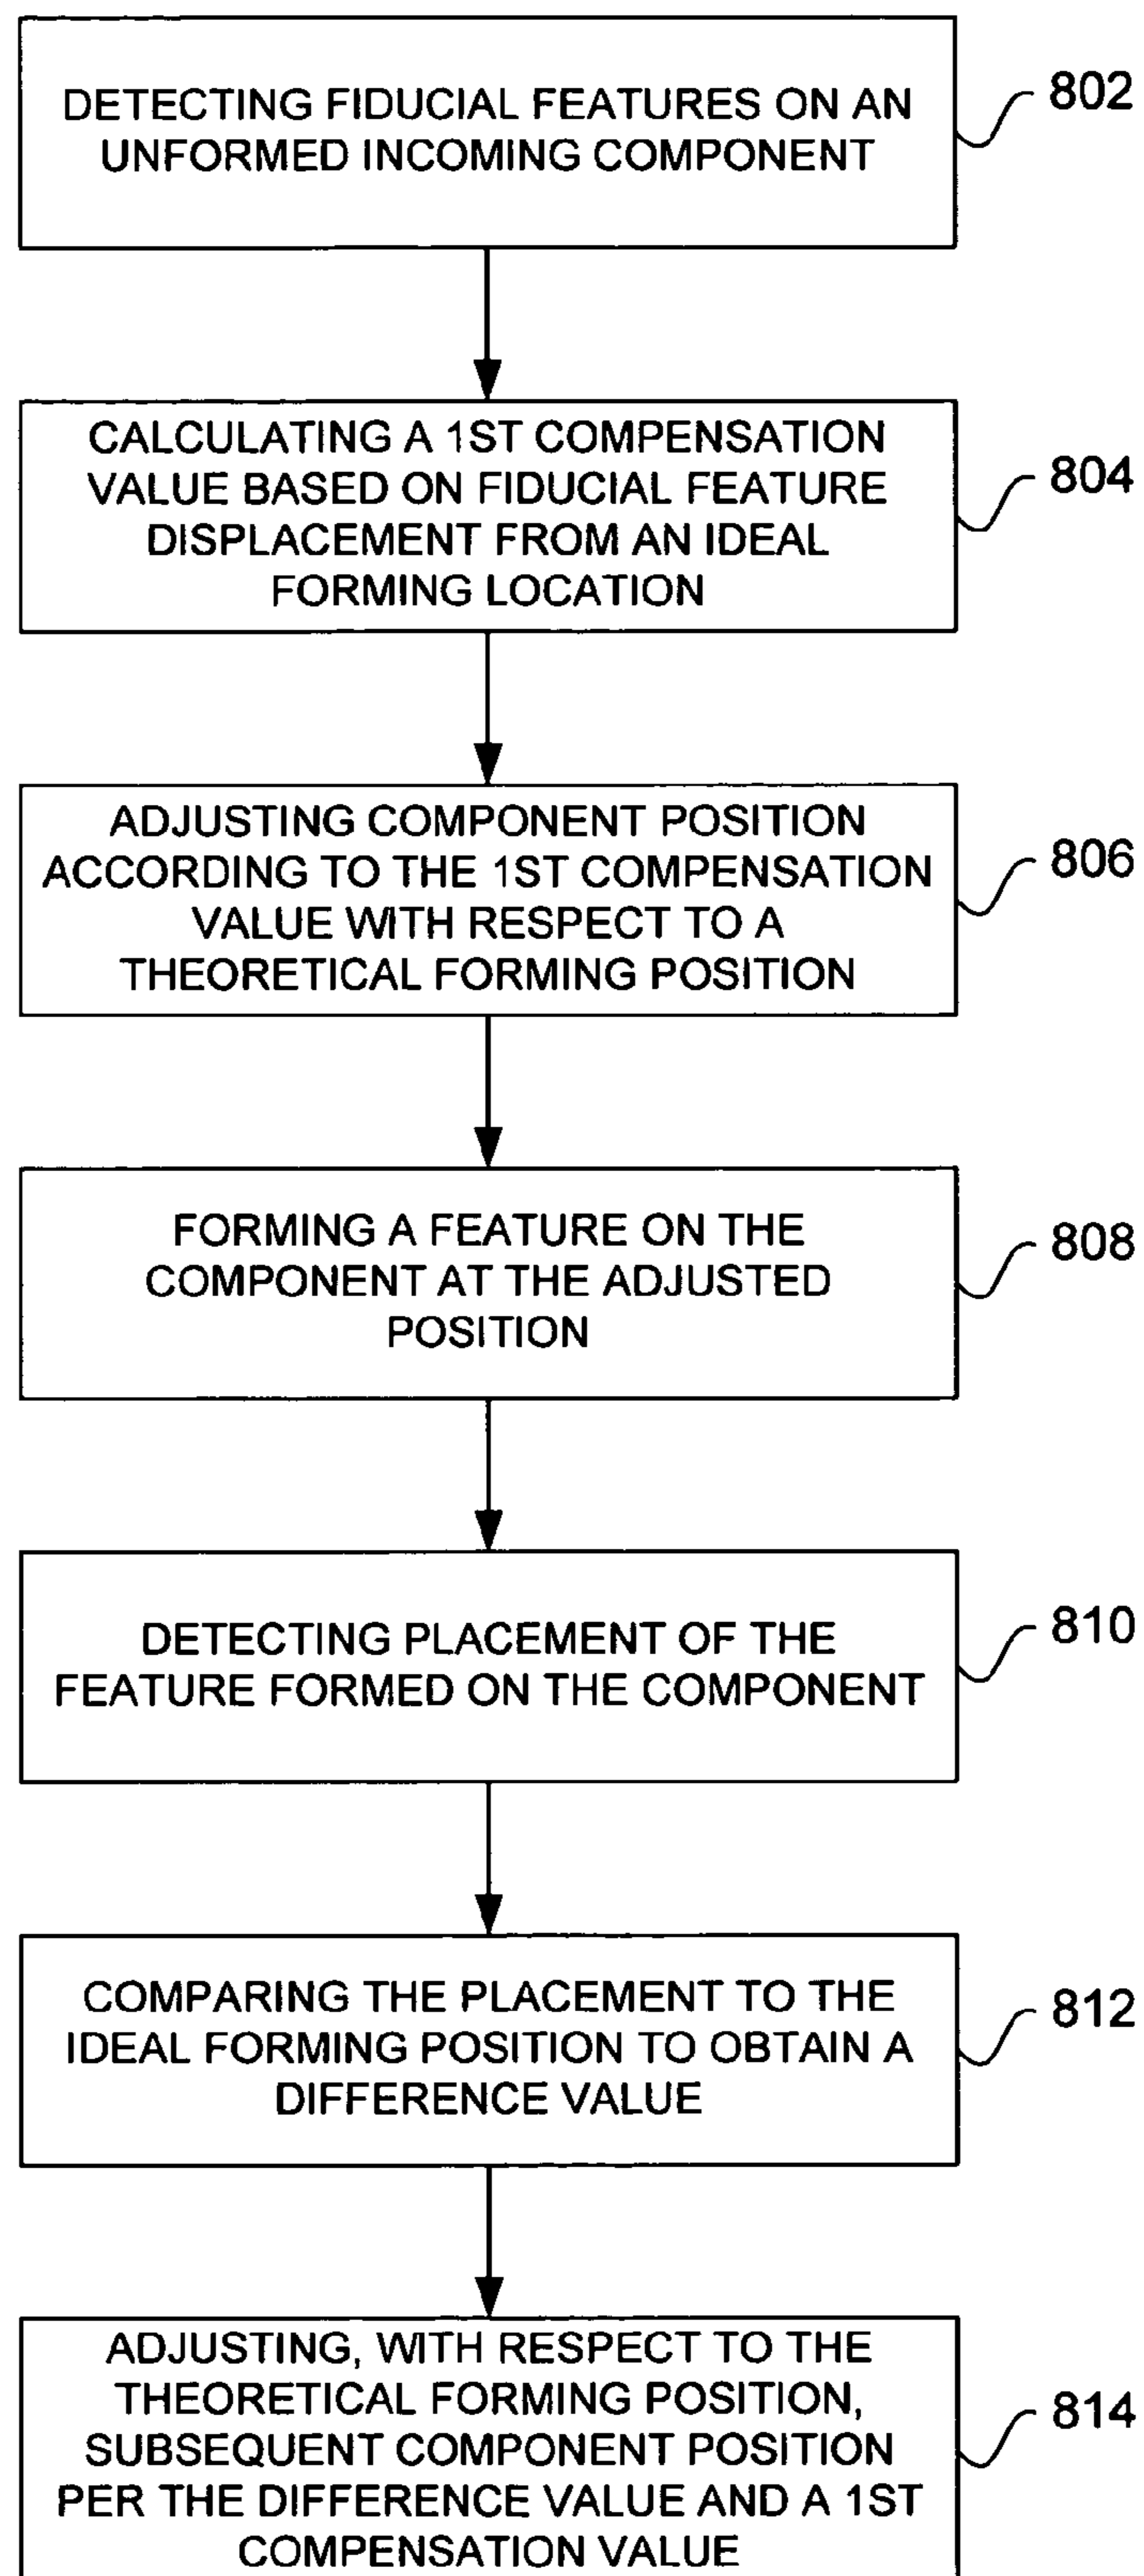 DETECTING FIDUCIAL FEATURES ON AN
UNFORMED INCOMING COMPONENT
802
CALCULATING A 1ST COMPENSATION
VALUE BASED ON FIDUCIAL FEATURE
DISPLACEMENT FROM AN IDEAL
FORMING LOCATION
804
ADJUSTING COMPONENT POSITION
ACCORDING TO THE 1ST COMPENSATION
VALUE WITH RESPECT TO A
THEORETICAL FORMING POSITION
806
FORMING A FEATURE ON THE
COMPONENT AT THE ADJUSTED
POSITION
808
DETECTING PLACEMENT OF THE
FEATURE FORMED ON THE COMPONENT
810
COMPARING THE PLACEMENT TO THE
IDEAL FORMING POSITION TO OBTAIN A
DIFFERENCE VALUE
812
ADJUSTING, WITH RESPECT TO THE
THEORETICAL FORMING POSITION,
SUBSEQUENT COMPONENT POSITION
PER THE DIFFERENCE VALUE AND A 1ST
COMPENSATION VALUE
814